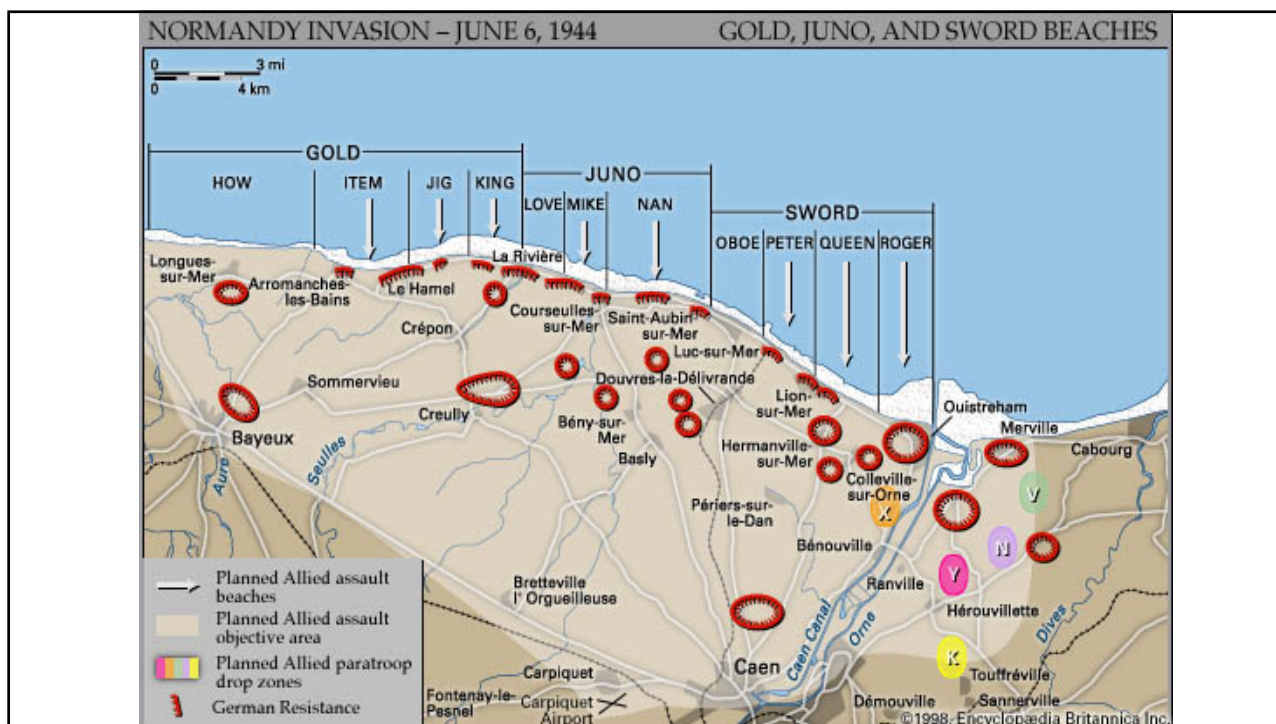 NORMANDY INVASION – JUNE 6, 1944
GOLD, JUNO, AND SWORD BEACHES
0 3 mi
0 4 km
GOLD
HOW
ITEM
JIG
KING
JUNO
LOVE
MIKE
NAN
SWORD
OBOE
PETER
QUEEN
ROGER
Longues-
sur-Mer
Arromanches-
les-Bains
Le Hamel
La Rivière
Crépon
Courseulles-
sur-Mer
Saint-Aubin-
sur-Mer
Luc-sur-Mer
Douvres-la-Délivrande
Lion-
sur-Mer
Ouistreham
Merville
Cabourg
Sommervieu
Creully
Bayeux
Aure
Seulles
Bény-sur-
Mer
Basly
Hermanville-
sur-Mer
Colleville-
sur-Orne
Périers-sur-
le-Dan
X
V
N
Y
K
Bénouville
Ranville
Hérouvillette
Bretteville
l'Orgueilleuse
Caen Canal
Orne
Dives
Caen
Touffréville
Sannerville
Démouville
Carpiquet
Carpiquet
Airport
Fontenay-le-
Pesnel
Planned Allied assault
beaches
Planned Allied assault
objective area
Planned Allied paratroop
drop zones
German Resistance
©1998, Encyclopædia Britannica Inc.